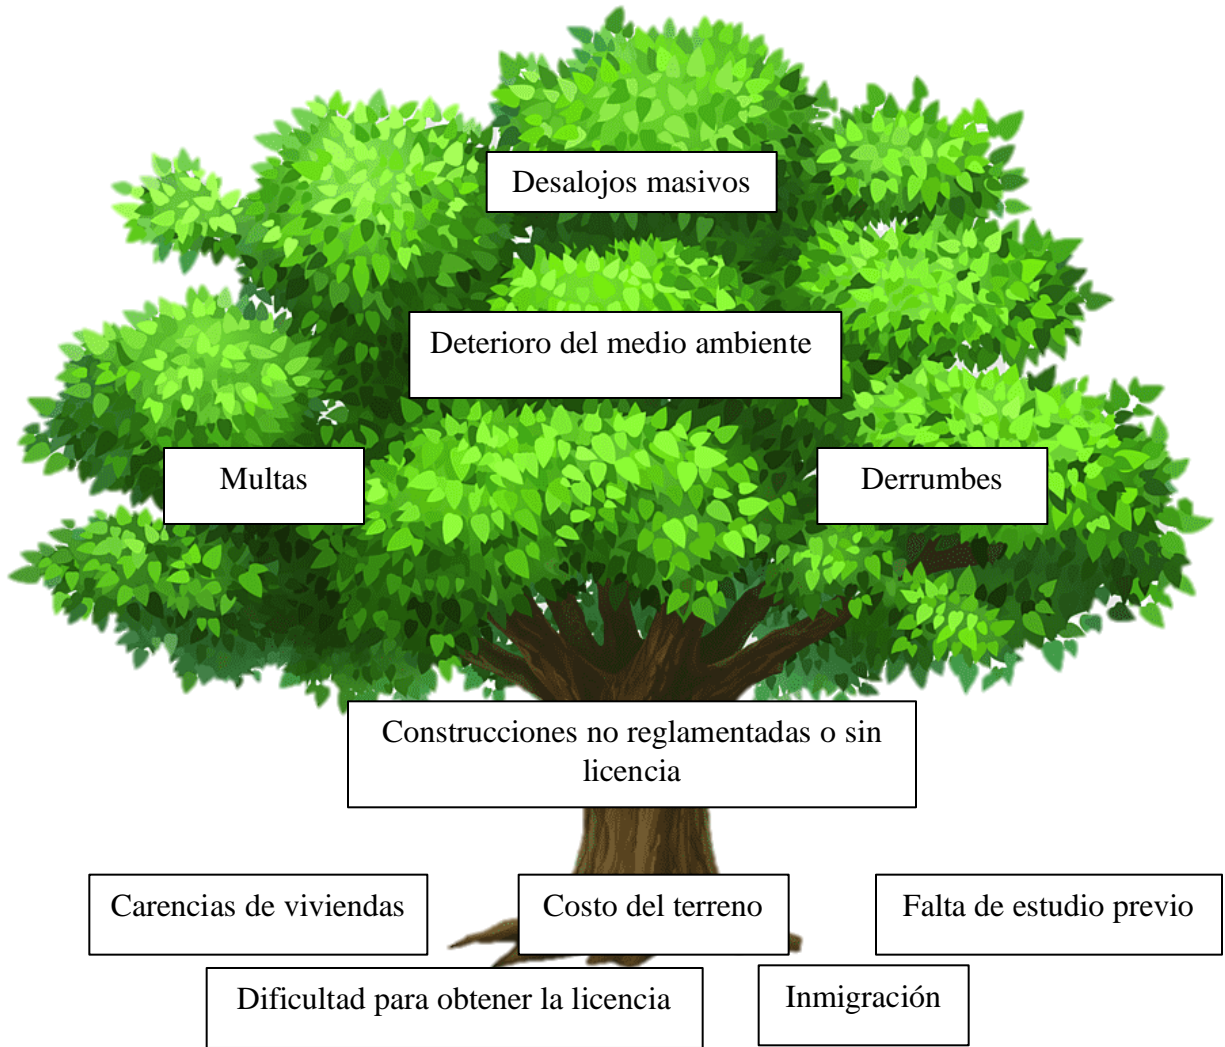 Desalojos masivos
Deterioro del medio ambiente
Multas
Derrumbes
Construcciones no reglamentadas o sin
licencia
Carencias de viviendas
Costo del terreno
Falta de estudio previo
Dificultad para obtener la licencia
Inmigración